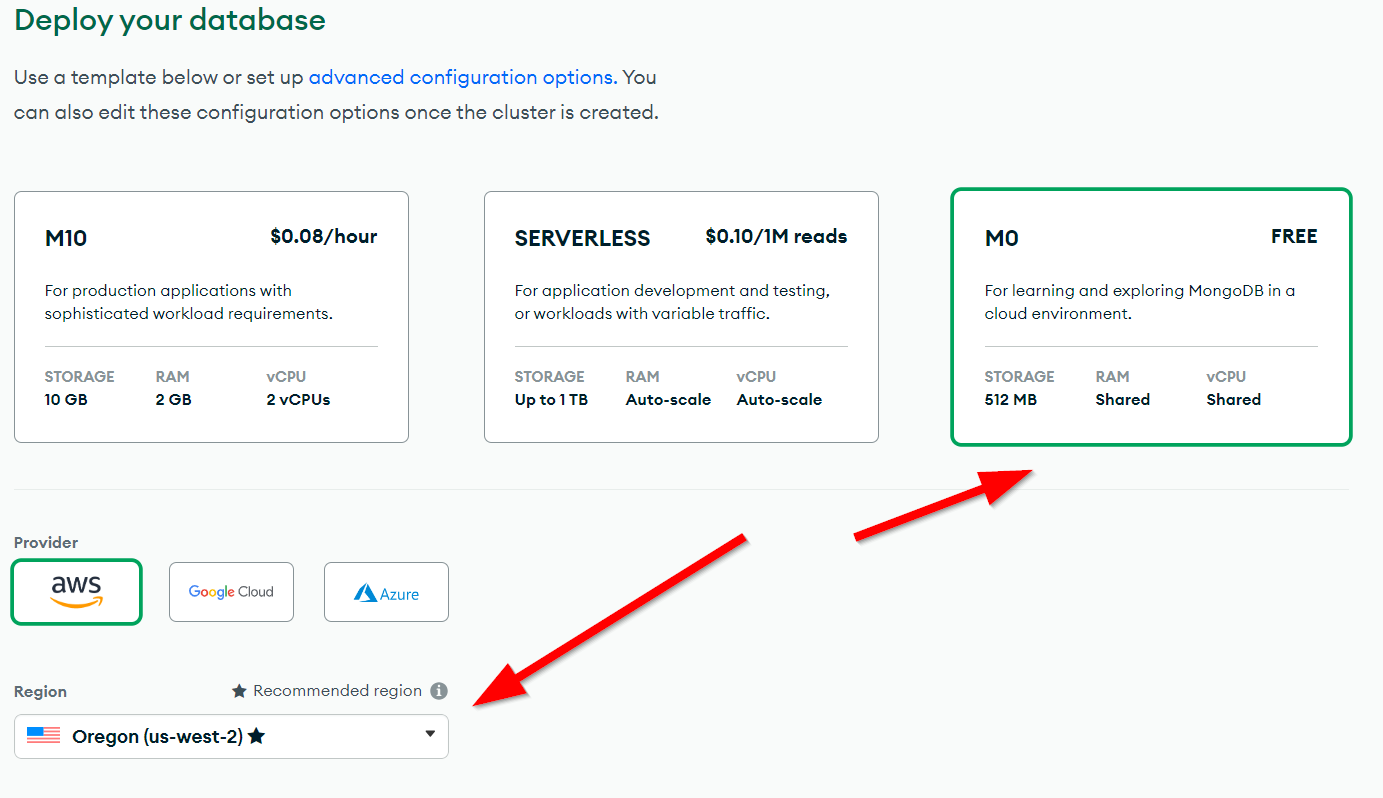 Deploy your database
Use a template below or set up advanced configuration options. You
can also edit these configuration options once the cluster is created.
M10 $0.08/hour
For production applications with
sophisticated workload requirements.
STORAGE RAM vCPU
10 GB 2 GB 2 vCPUs
SERVERLESS $0.10/1M reads
For application development and testing,
or workloads with variable traffic.
STORAGE RAM vCPU
Up to 1 TB Auto-scale Auto-scale
M0 FREE
For learning and exploring MongoDB in a
cloud environment.
STORAGE RAM vCPU
512 MB Shared Shared
Provider
aws Google Cloud Azure
Region ★ Recommended region i
Oregon (us-west-2) ★